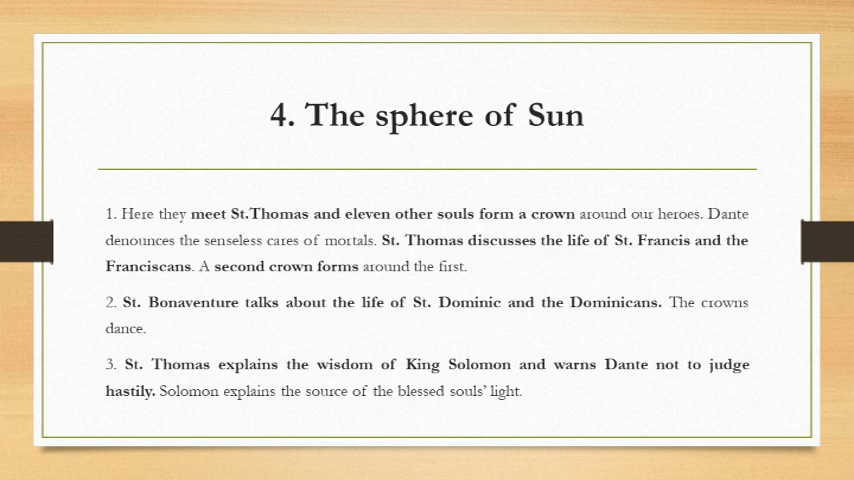 4. The sphere of Sun
1. Here they meet St.Thomas and eleven other souls form a crown around our heroes. Dante
denounces the senseless cares of mortals. St. Thomas discusses the life of St. Francis and the
Franciscans. A second crown forms around the first.
2. St. Bonaventure talks about the life of St. Dominic and the Dominicans. The crowns
dance.
3. St. Thomas explains the wisdom of King Solomon and warns Dante not to judge
hastily. Solomon explains the source of the blessed souls’ light.